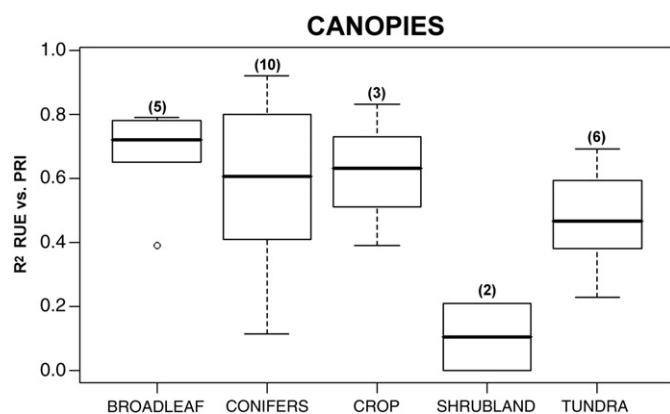 CANOPIES
R² RUE vs. PRI
1.0
0.8
0.6
0.4
0.2
0.0
(5)
(10)
(3)
(2)
(6)
BROADLEAF
CONIFERS
CROP
SHRUBLAND
TUNDRA